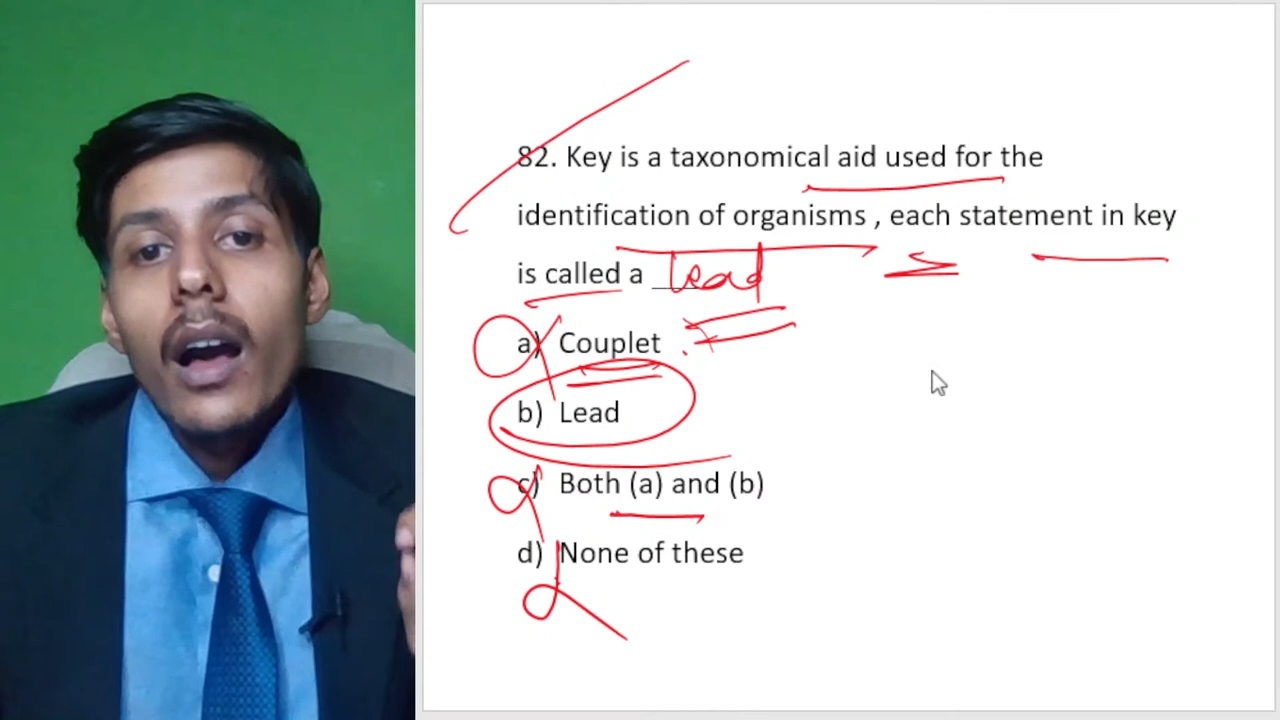 82. Key is a taxonomical aid used for the
identification of organisms , each statement in key
is called a lead
a) Couplet
b) Lead
c) Both (a) and (b)
d) None of these